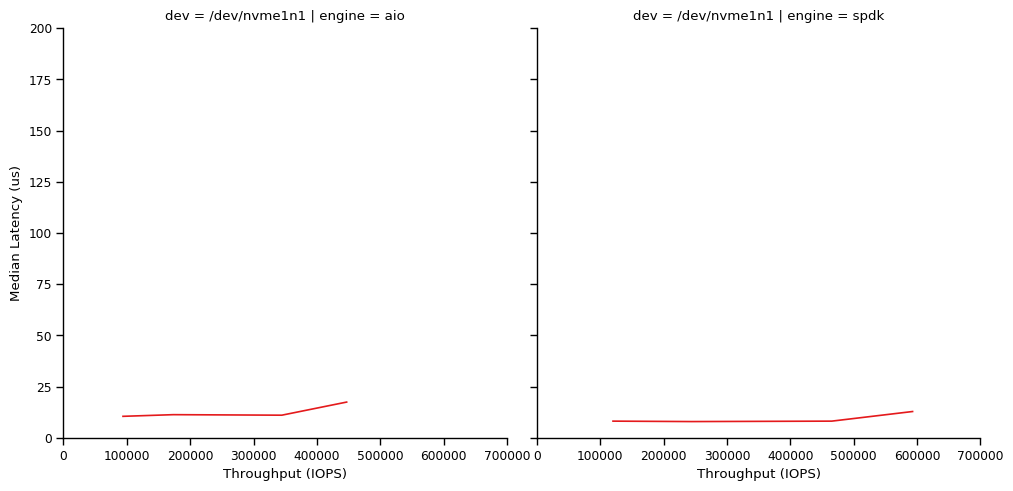 dev = /dev/nvme1n1 | engine = aio
dev = /dev/nvme1n1 | engine = spdk
200
175
150
125
100
75
50
25
0
Median Latency (us)
0 100000 200000 300000 400000 500000 600000 700000
0 100000 200000 300000 400000 500000 600000 700000
Throughput (IOPS)
Throughput (IOPS)